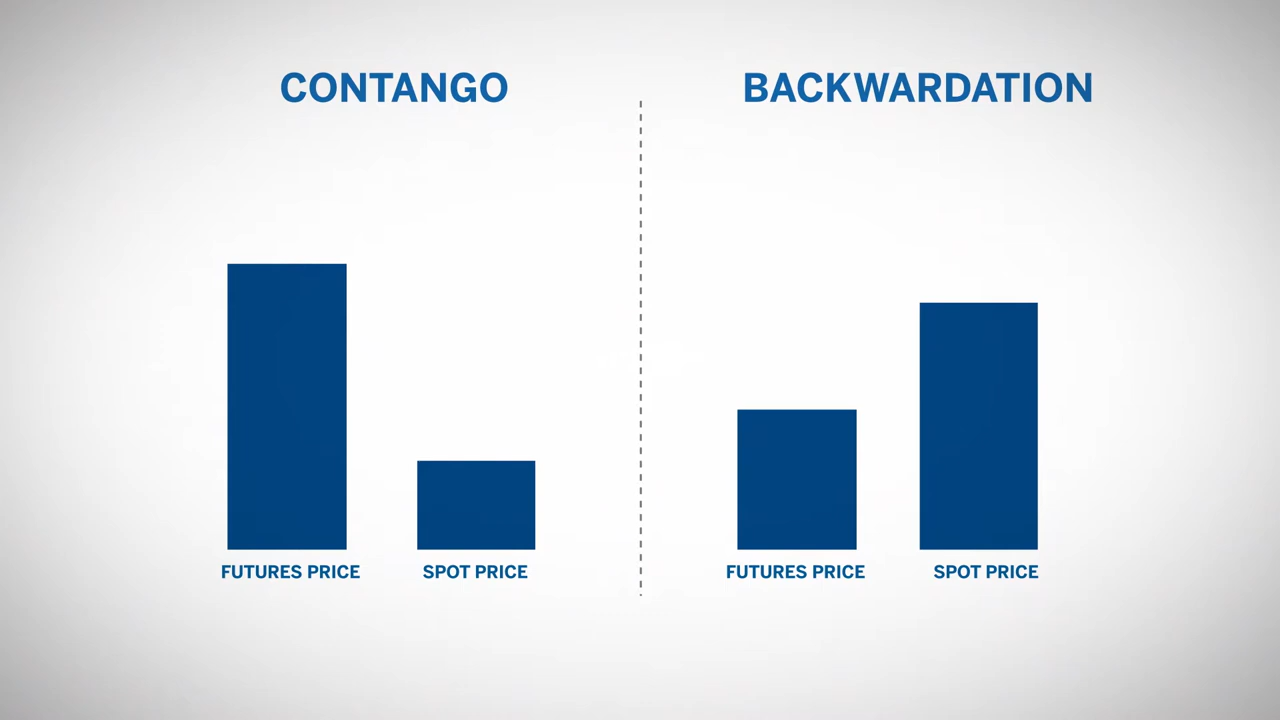 CONTANGO
BACKWARDATION
FUTURES PRICE
SPOT PRICE
FUTURES PRICE
SPOT PRICE